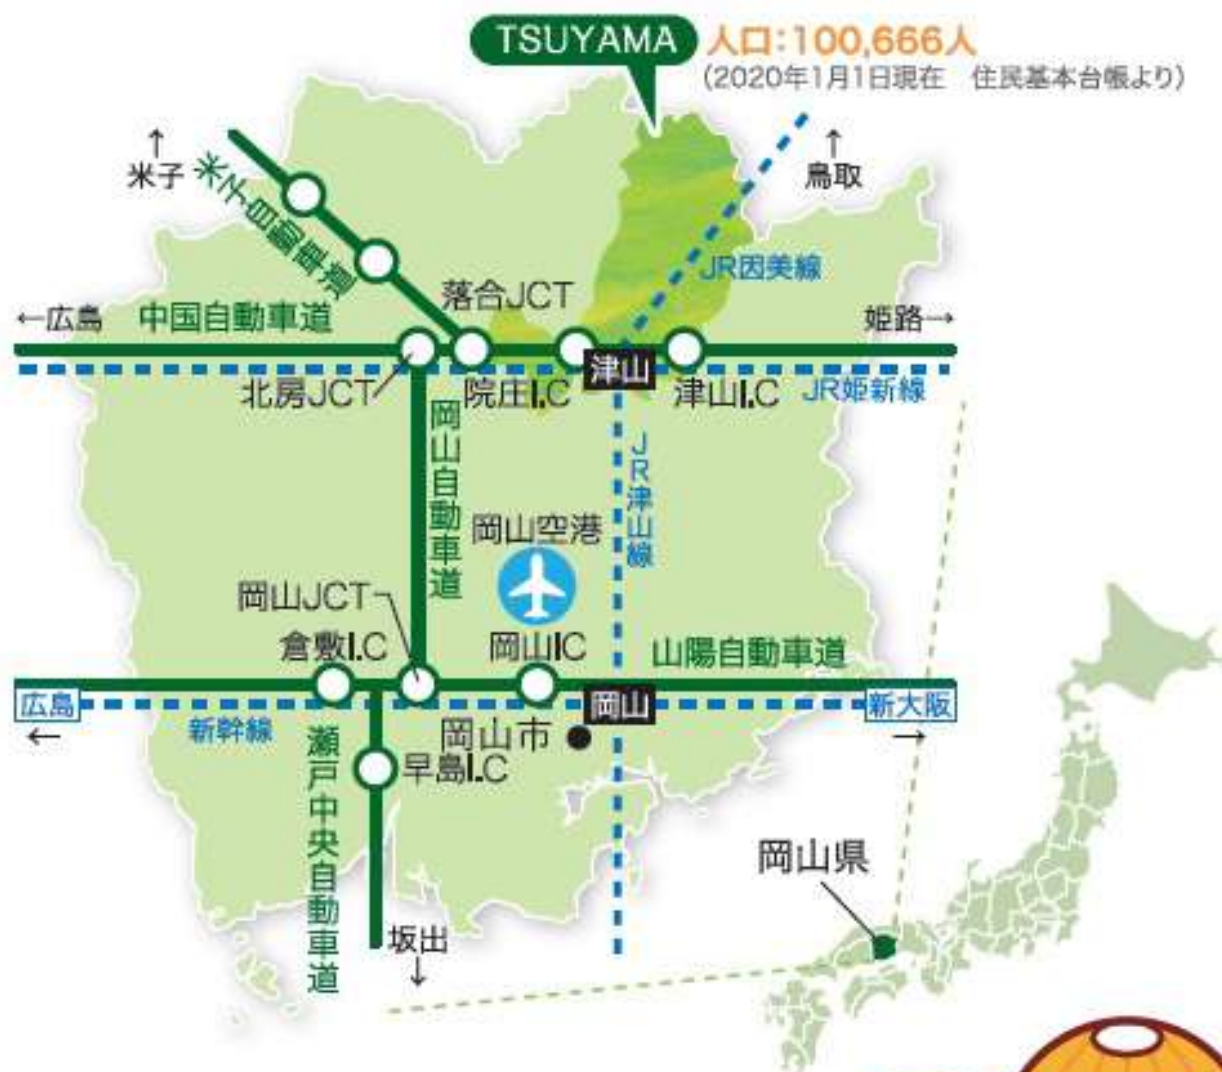 TSUYAMA
人口：100,666人
（2020年1月1日現在　住民基本台帳より）
↑
米子
↑
鳥取
米子自動車道
JR因美線
落合JCT
←広島
中国自動車道
姫路→
津山
北房JCT
院庄I.C
津山I.C
JR姫新線
岡山自動車道
JR津山線
岡山空港
岡山JCT
倉敷I.C
岡山IC
山陽自動車道
広島
←
岡山
新大阪
→
新幹線
岡山市
瀬戸中央自動車道
早島I.C
岡山県
坂出
↓